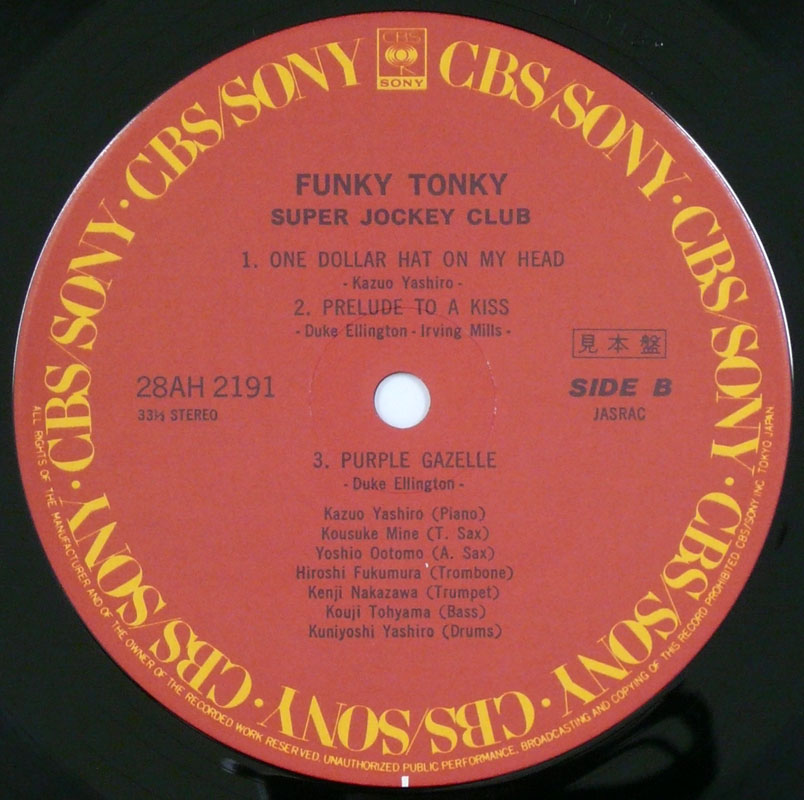 CBS
SONY
CBS/SONY · CBS/SONY · CBS/SONY · CBS/SONY · CBS/SONY · CBS/SONY · CBS/SONY · CBS/SONY · CBS/SONY · CBS/SONY
FUNKY TONKY
SUPER JOCKEY CLUB
1. ONE DOLLAR HAT ON MY HEAD
- Kazuo Yashiro -
2. PRELUDE TO A KISS
- Duke Ellington - Irving Mills -
見本盤
28AH 2191
SIDE B
33⅓ STEREO
JASRAC
3. PURPLE GAZELLE
- Duke Ellington -
Kazuo Yashiro (Piano)
Kousuke Mine (T. Sax)
Yoshio Ootomo (A. Sax)
Hiroshi Fukumura (Trombone)
Kenji Nakazawa (Trumpet)
Kouji Tohyama (Bass)
Kuniyoshi Yashiro (Drums)
ALL RIGHTS OF THE MANUFACTURER AND OF THE OWNER OF THE RECORDED WORK RESERVED. UNAUTHORIZED PUBLIC PERFORMANCE, BROADCASTING AND COPYING OF THIS RECORD PROHIBITED. CBS/SONY INC. TOKYO JAPAN